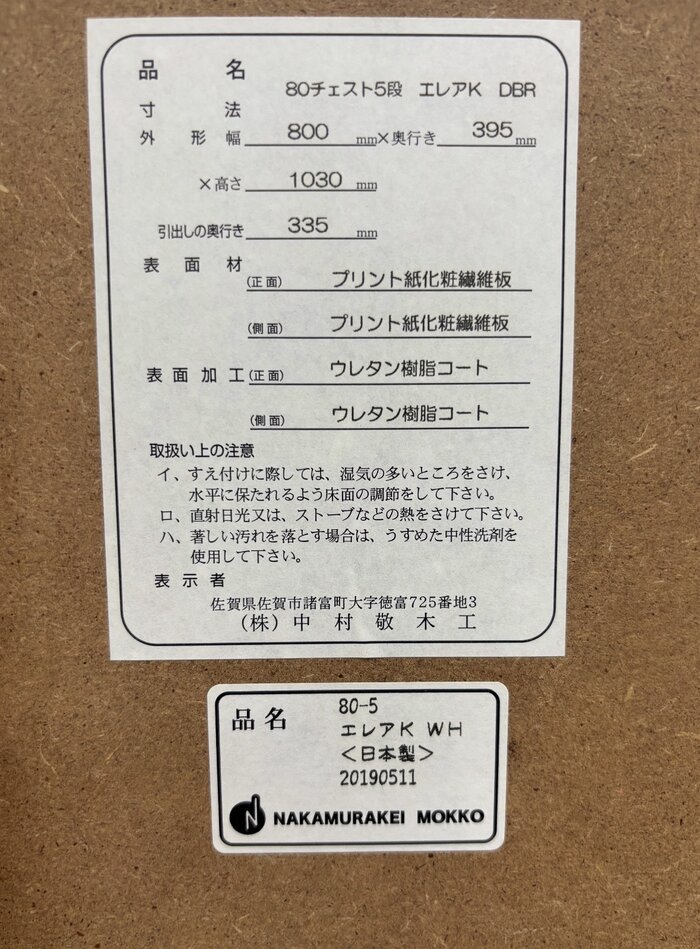 品名 80チェスト5段 エレアK DBR
寸法
外形幅 800 mm×奥行き 395 mm
×高さ 1030 mm
引出しの奥行き 335 mm
表面材 (正面) プリント紙化粧繊維板
(側面) プリント紙化粧繊維板
表面加工 (正面) ウレタン樹脂コート
(側面) ウレタン樹脂コート
取扱い上の注意
イ、すえ付けに際しては、湿気の多いところをさけ、
水平に保たれるよう床面の調節をして下さい。
ロ、直射日光又は、ストーブなどの熱をさけて下さい。
ハ、著しい汚れを落とす場合は、うすめた中性洗剤を
使用して下さい。
表示者
佐賀県佐賀市諸富町大字徳富725番地3
(株)中村敬木工
品名 80-5
エレアK WH
<日本製>
20190511
NAKAMURAKEI MOKKO